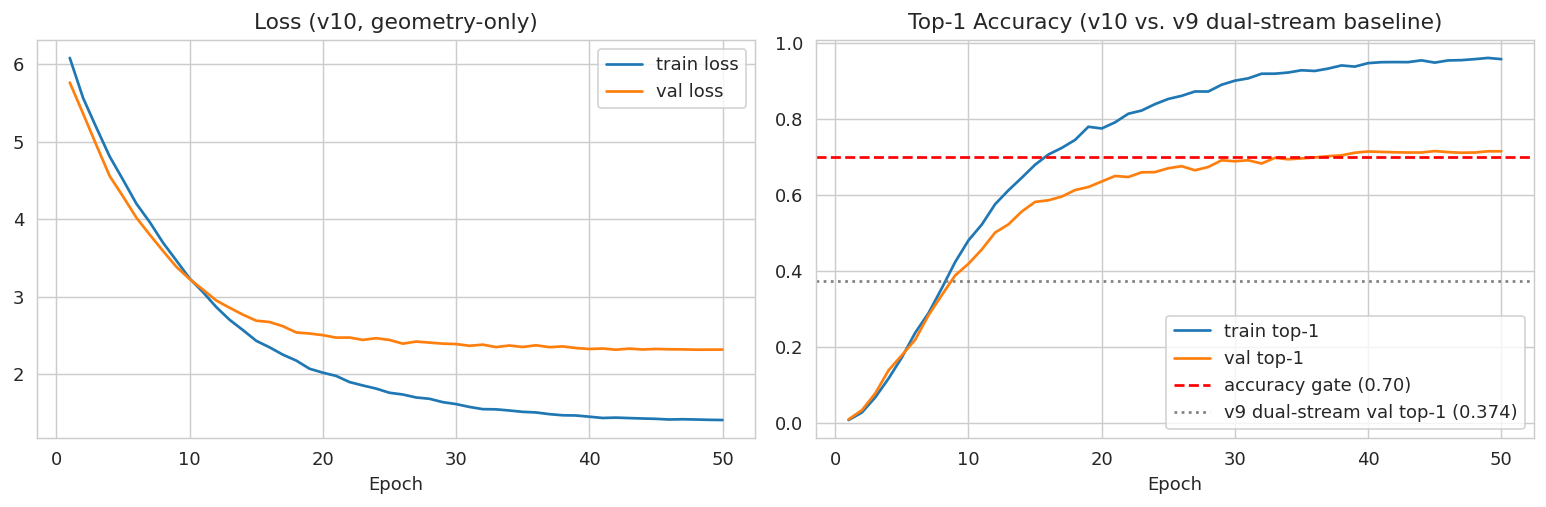 Loss (v10, geometry-only)
6
5
4
3
2
train loss
val loss
0
10
20
30
40
50
Epoch
Top-1 Accuracy (v10 vs. v9 dual-stream baseline)
1.0
0.8
0.6
0.4
0.2
0.0
train top-1
val top-1
accuracy gate (0.70)
v9 dual-stream val top-1 (0.374)
0
10
20
30
40
50
Epoch